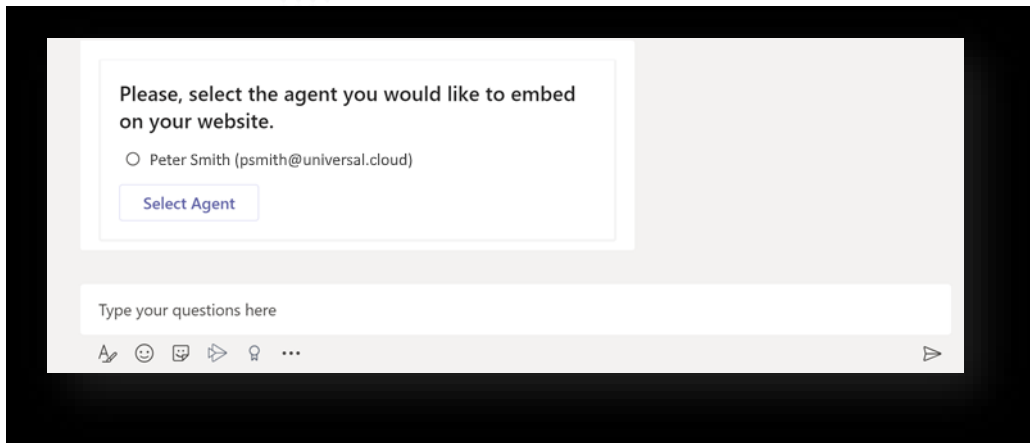 Please, select the agent you would like to embed
on your website.
Peter Smith (psmith@universal.cloud)
Select Agent
Type your questions here